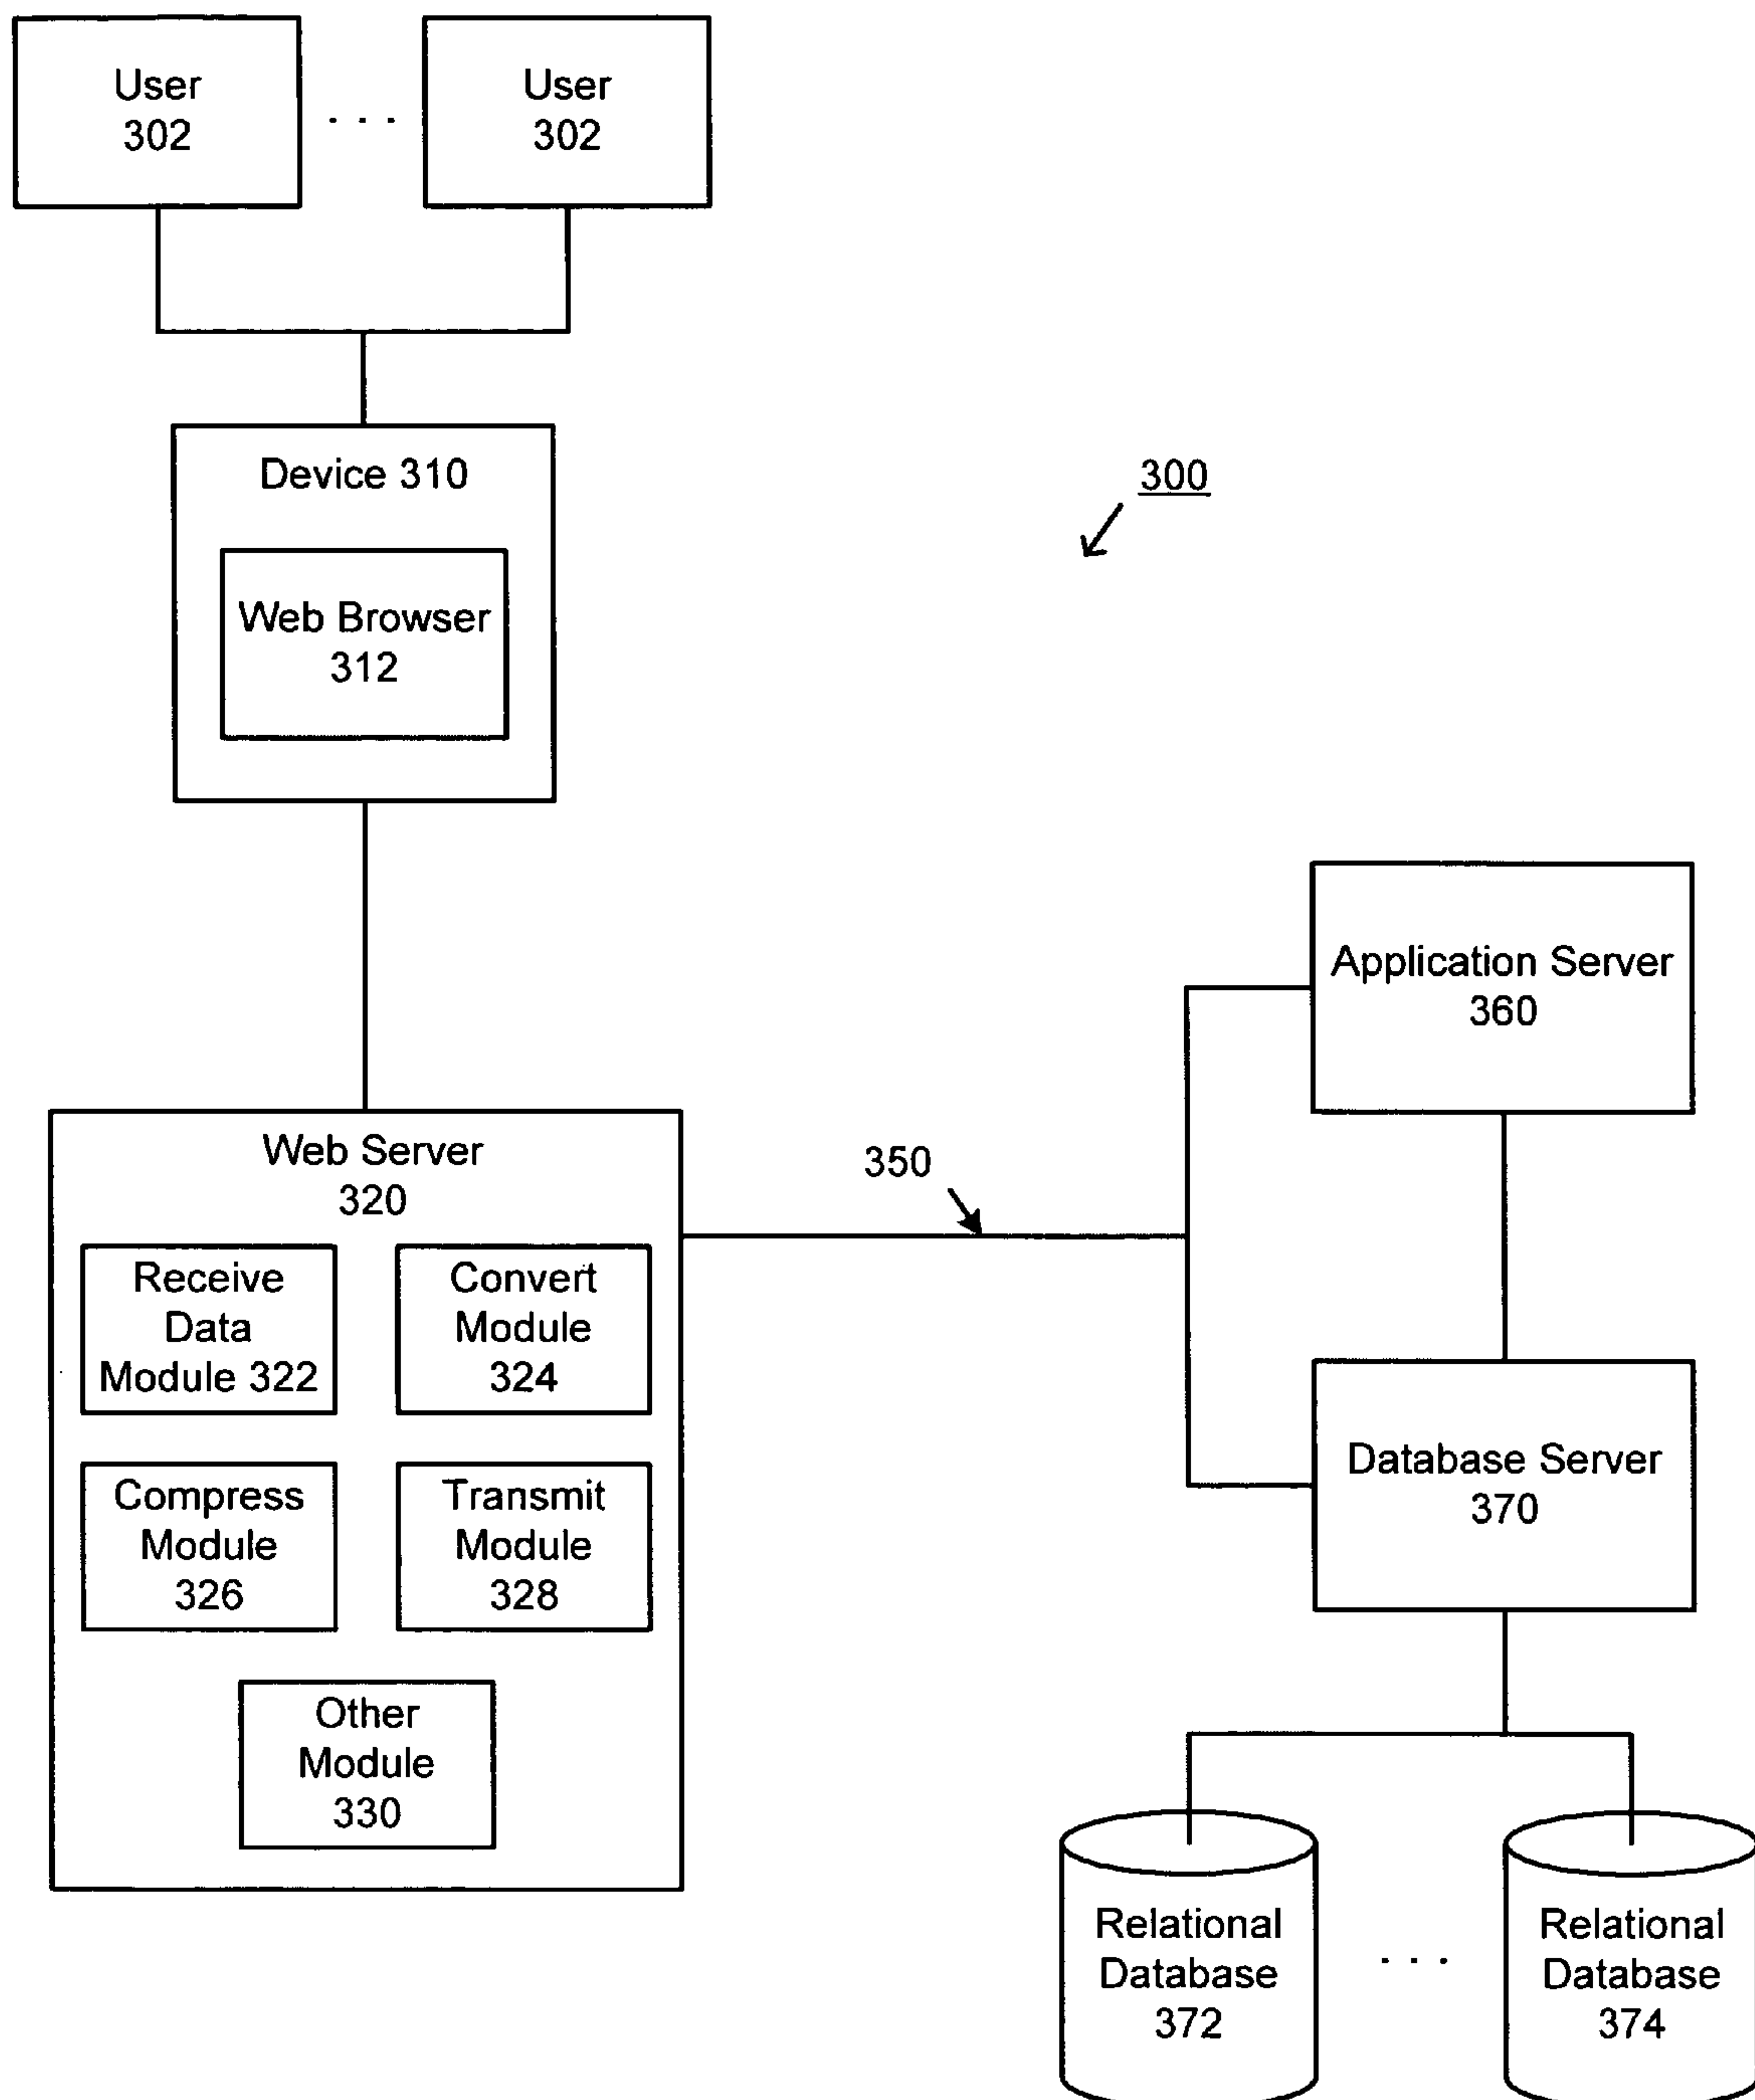 User
302
. . .
User
302
Device 310
Web Browser
312
300
Application Server
360
Web Server
320
350
Receive
Data
Module 322
Convert
Module
324
Compress
Module
326
Transmit
Module
328
Other
Module
330
Database Server
370
Relational
Database
372
. . .
Relational
Database
374